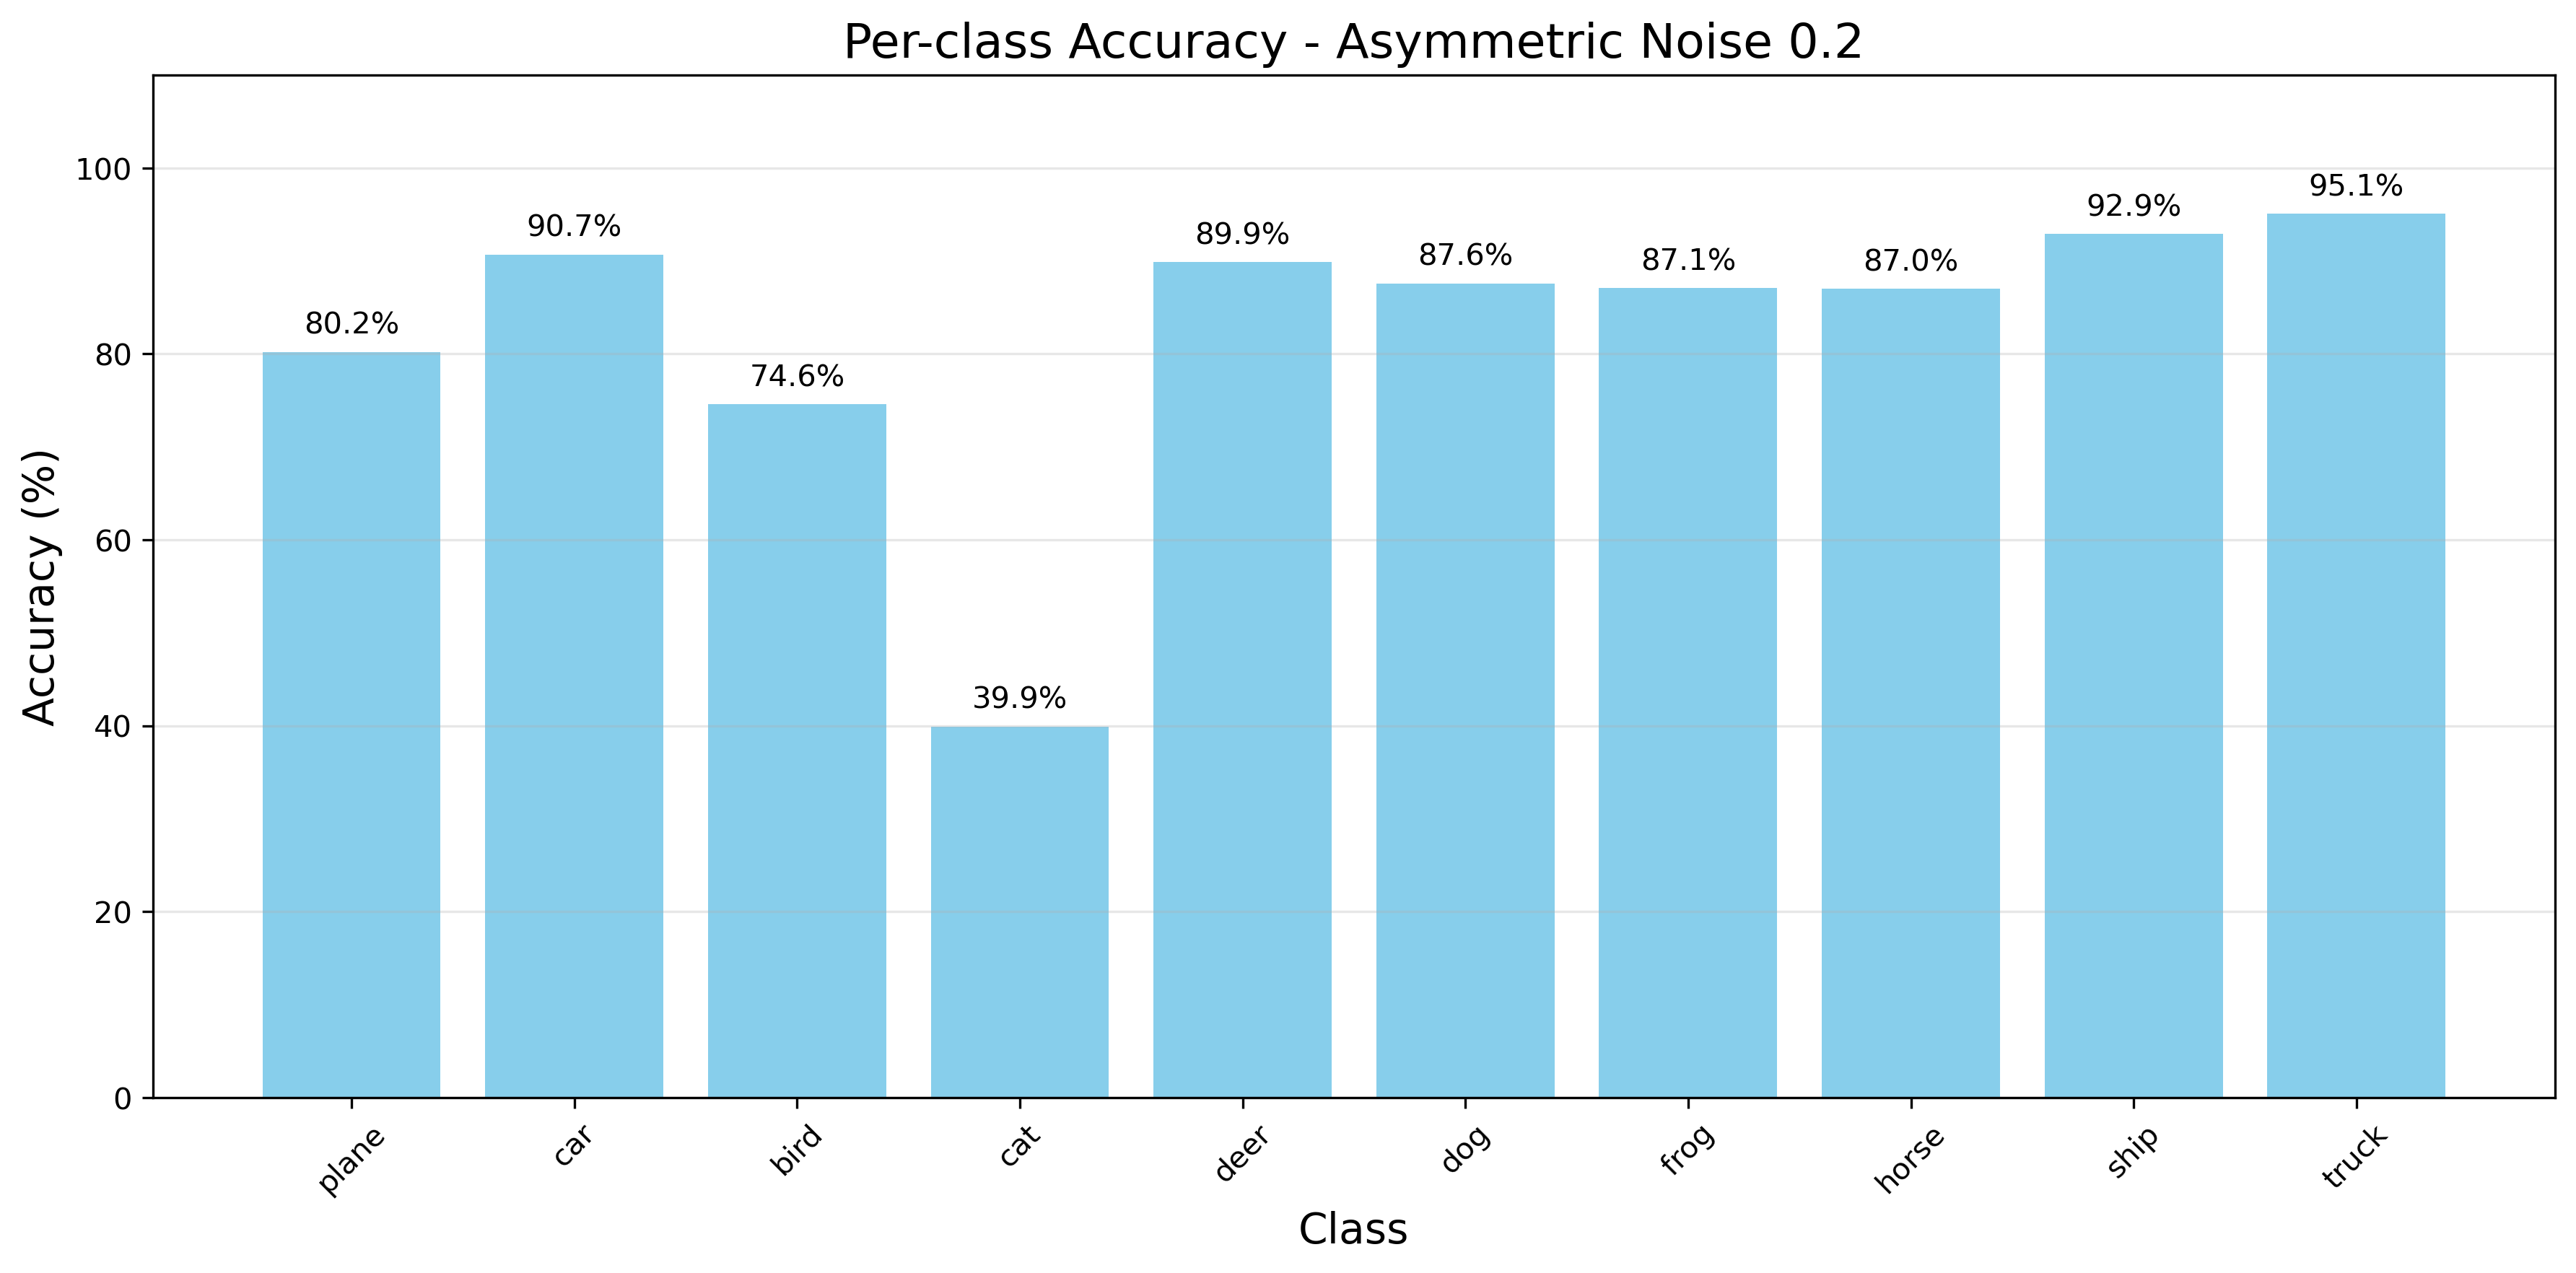 Per-class Accuracy - Asymmetric Noise 0.2
Accuracy (%)
100
80
60
40
20
0
80.2%
90.7%
74.6%
39.9%
89.9%
87.6%
87.1%
87.0%
92.9%
95.1%
plane
car
bird
cat
deer
dog
frog
horse
ship
truck
Class